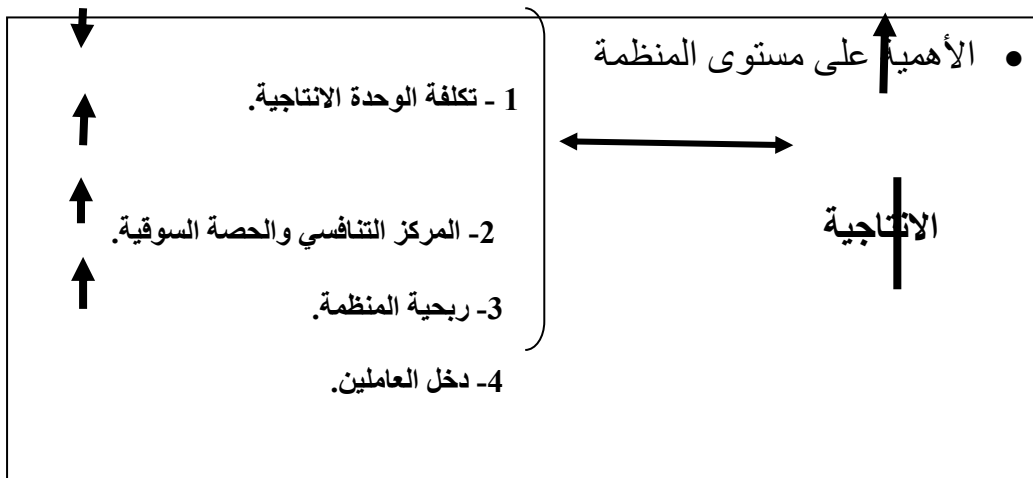 • الأهمية على مستوى المنظمة
1 - تكلفة الوحدة الانتاجية.
الانتاجية
2- المركز التنافسي والحصة السوقية.
3- ربحية المنظمة.
4- دخل العاملين.